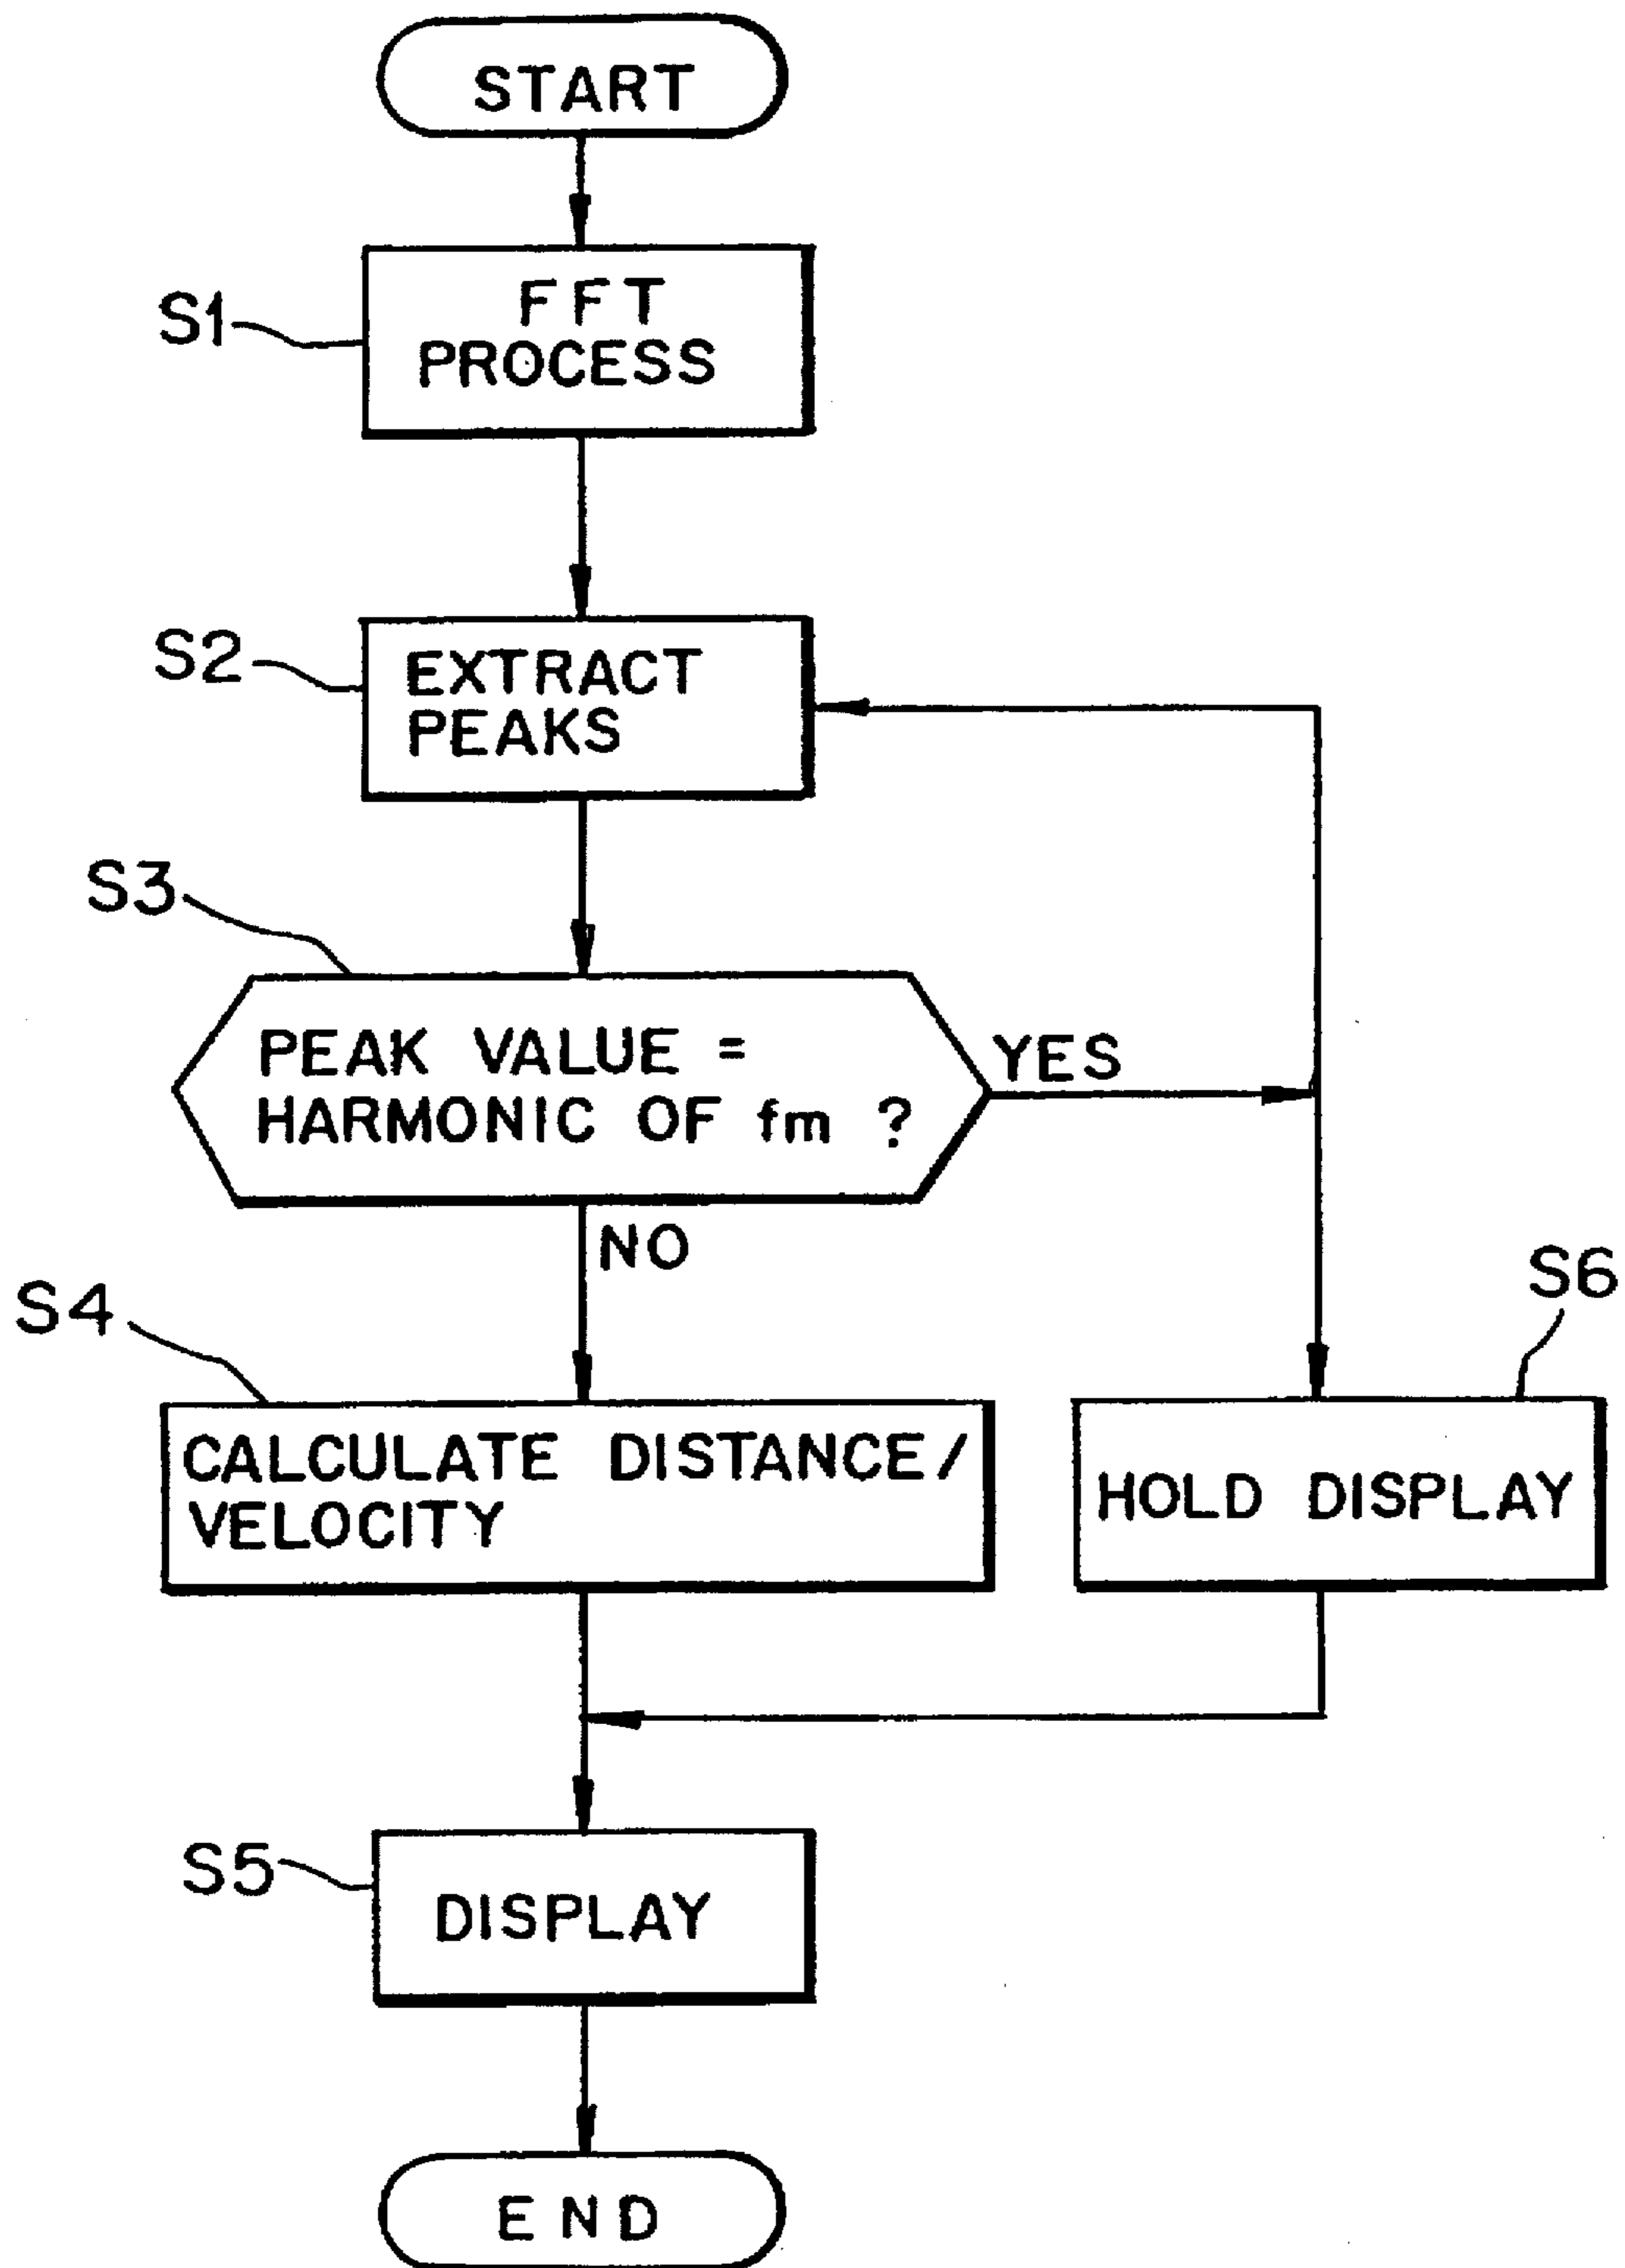 START
S1
FFT
PROCESS
S2
EXTRACT
PEAKS
S3
PEAK VALUE =
HARMONIC OF fm ?
YES
NO
S4
CALCULATE DISTANCE/
VELOCITY
S6
HOLD DISPLAY
S5
DISPLAY
END